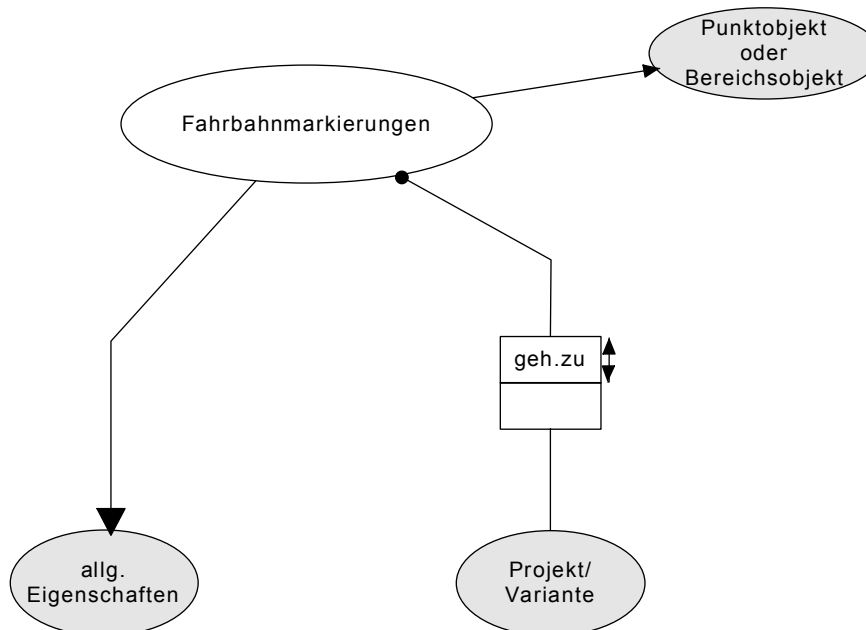 Punktobjekt
oder
Bereichsobjekt
Fahrbahnmarkierungen
geh.zu
allg.
Eigenschaften
Projekt/
Variante